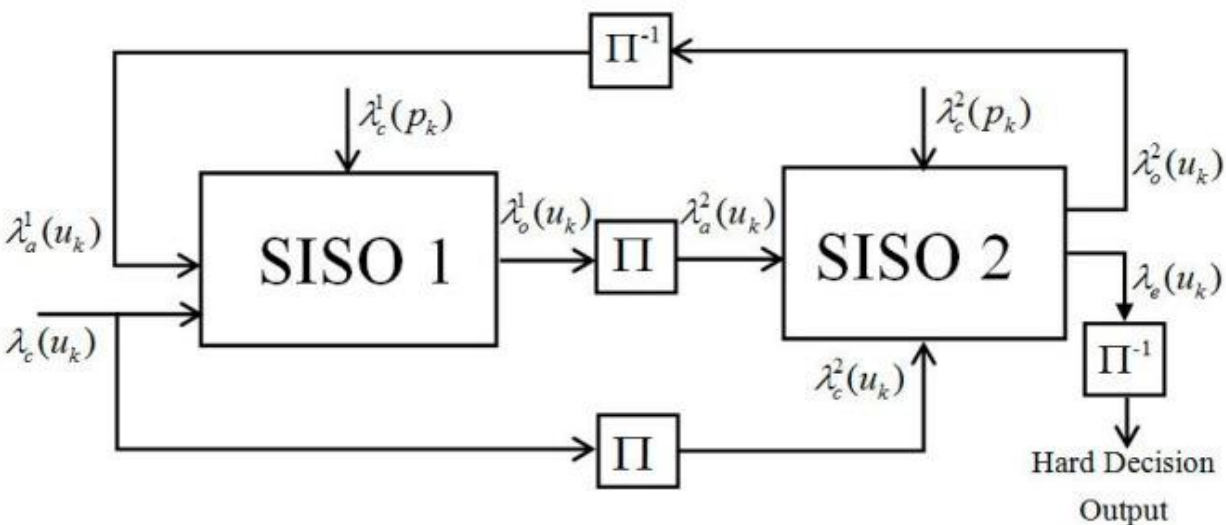 Π⁻¹
λ_c^1(p_k)
λ_c^2(p_k)
λ_o^2(u_k)
λ_a^1(u_k)
SISO 1
λ_o^1(u_k)
Π
λ_a^2(u_k)
SISO 2
λ_e(u_k)
λ_c(u_k)
λ_c^2(u_k)
Π⁻¹
Π
Hard Decision
Output